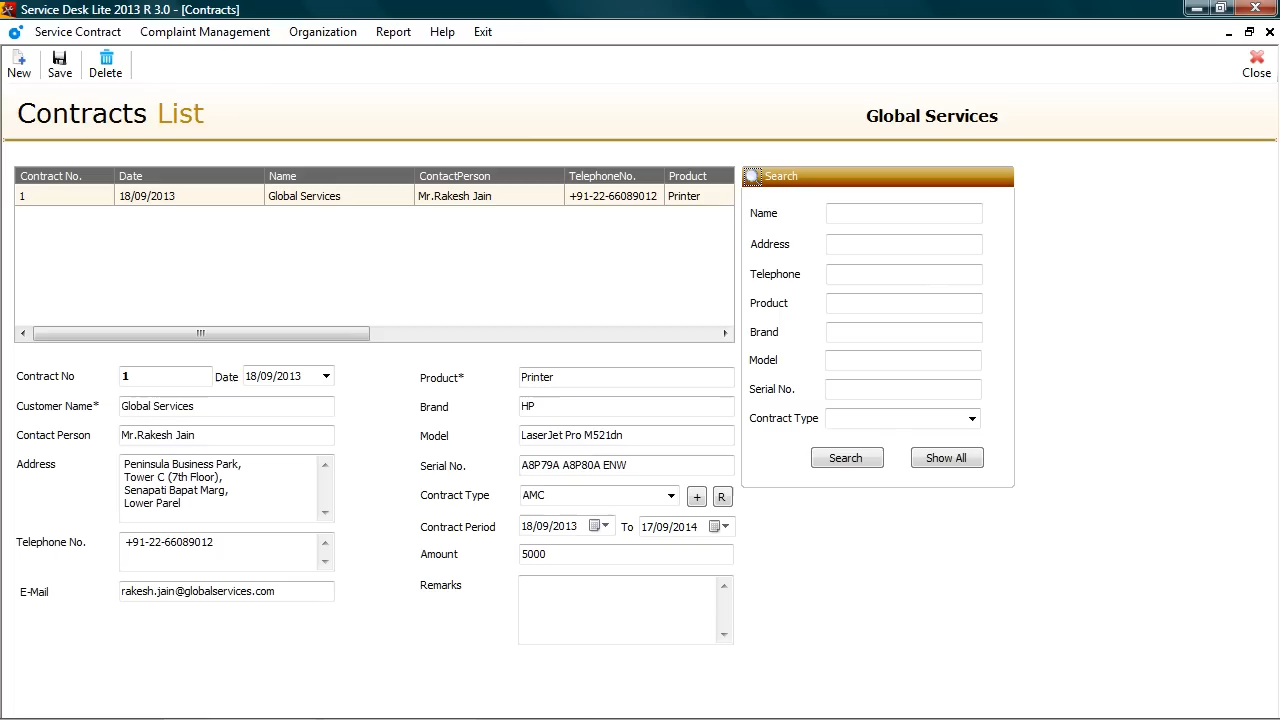 Service Desk Lite 2013 R 3.0 - [Contracts]
Service Contract Complaint Management Organization Report Help Exit
New Save Delete Close
Contracts List Global Services
Contract No. Date Name ContactPerson TelephoneNo. Product
1 18/09/2013 Global Services Mr.Rakesh Jain +91-22-66089012 Printer
Search
Name
Address
Telephone
Product
Brand
Model
Serial No.
Contract Type
Search Show All
Contract No 1 Date 18/09/2013
Customer Name* Global Services
Contact Person Mr.Rakesh Jain
Address Peninsula Business Park,
Tower C (7th Floor),
Senapati Bapat Marg,
Lower Parel
Telephone No. +91-22-66089012
E-Mail rakesh.jain@globalservices.com
Product* Printer
Brand HP
Model LaserJet Pro M521dn
Serial No. A8P79A A8P80A ENW
Contract Type AMC + R
Contract Period 18/09/2013 To 17/09/2014
Amount 5000
Remarks